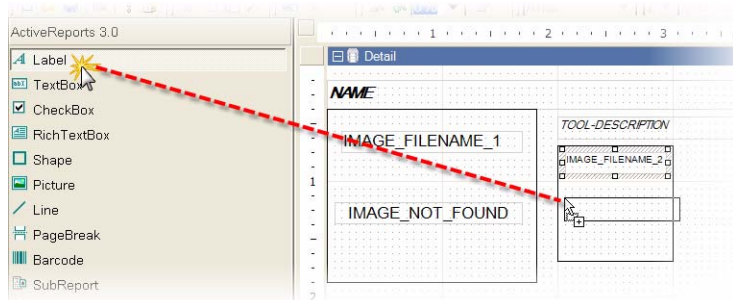 ActiveReports 3.0
A Label
abl TextBox
CheckBox
RichTextBox
Shape
Picture
Line
PageBreak
Barcode
SubReport
1 2 3
Detail
NAME
TOOL-DESCRIPTION
IMAGE_FILENAME_1
IMAGE_FILENAME_2
1
IMAGE_NOT_FOUND
2